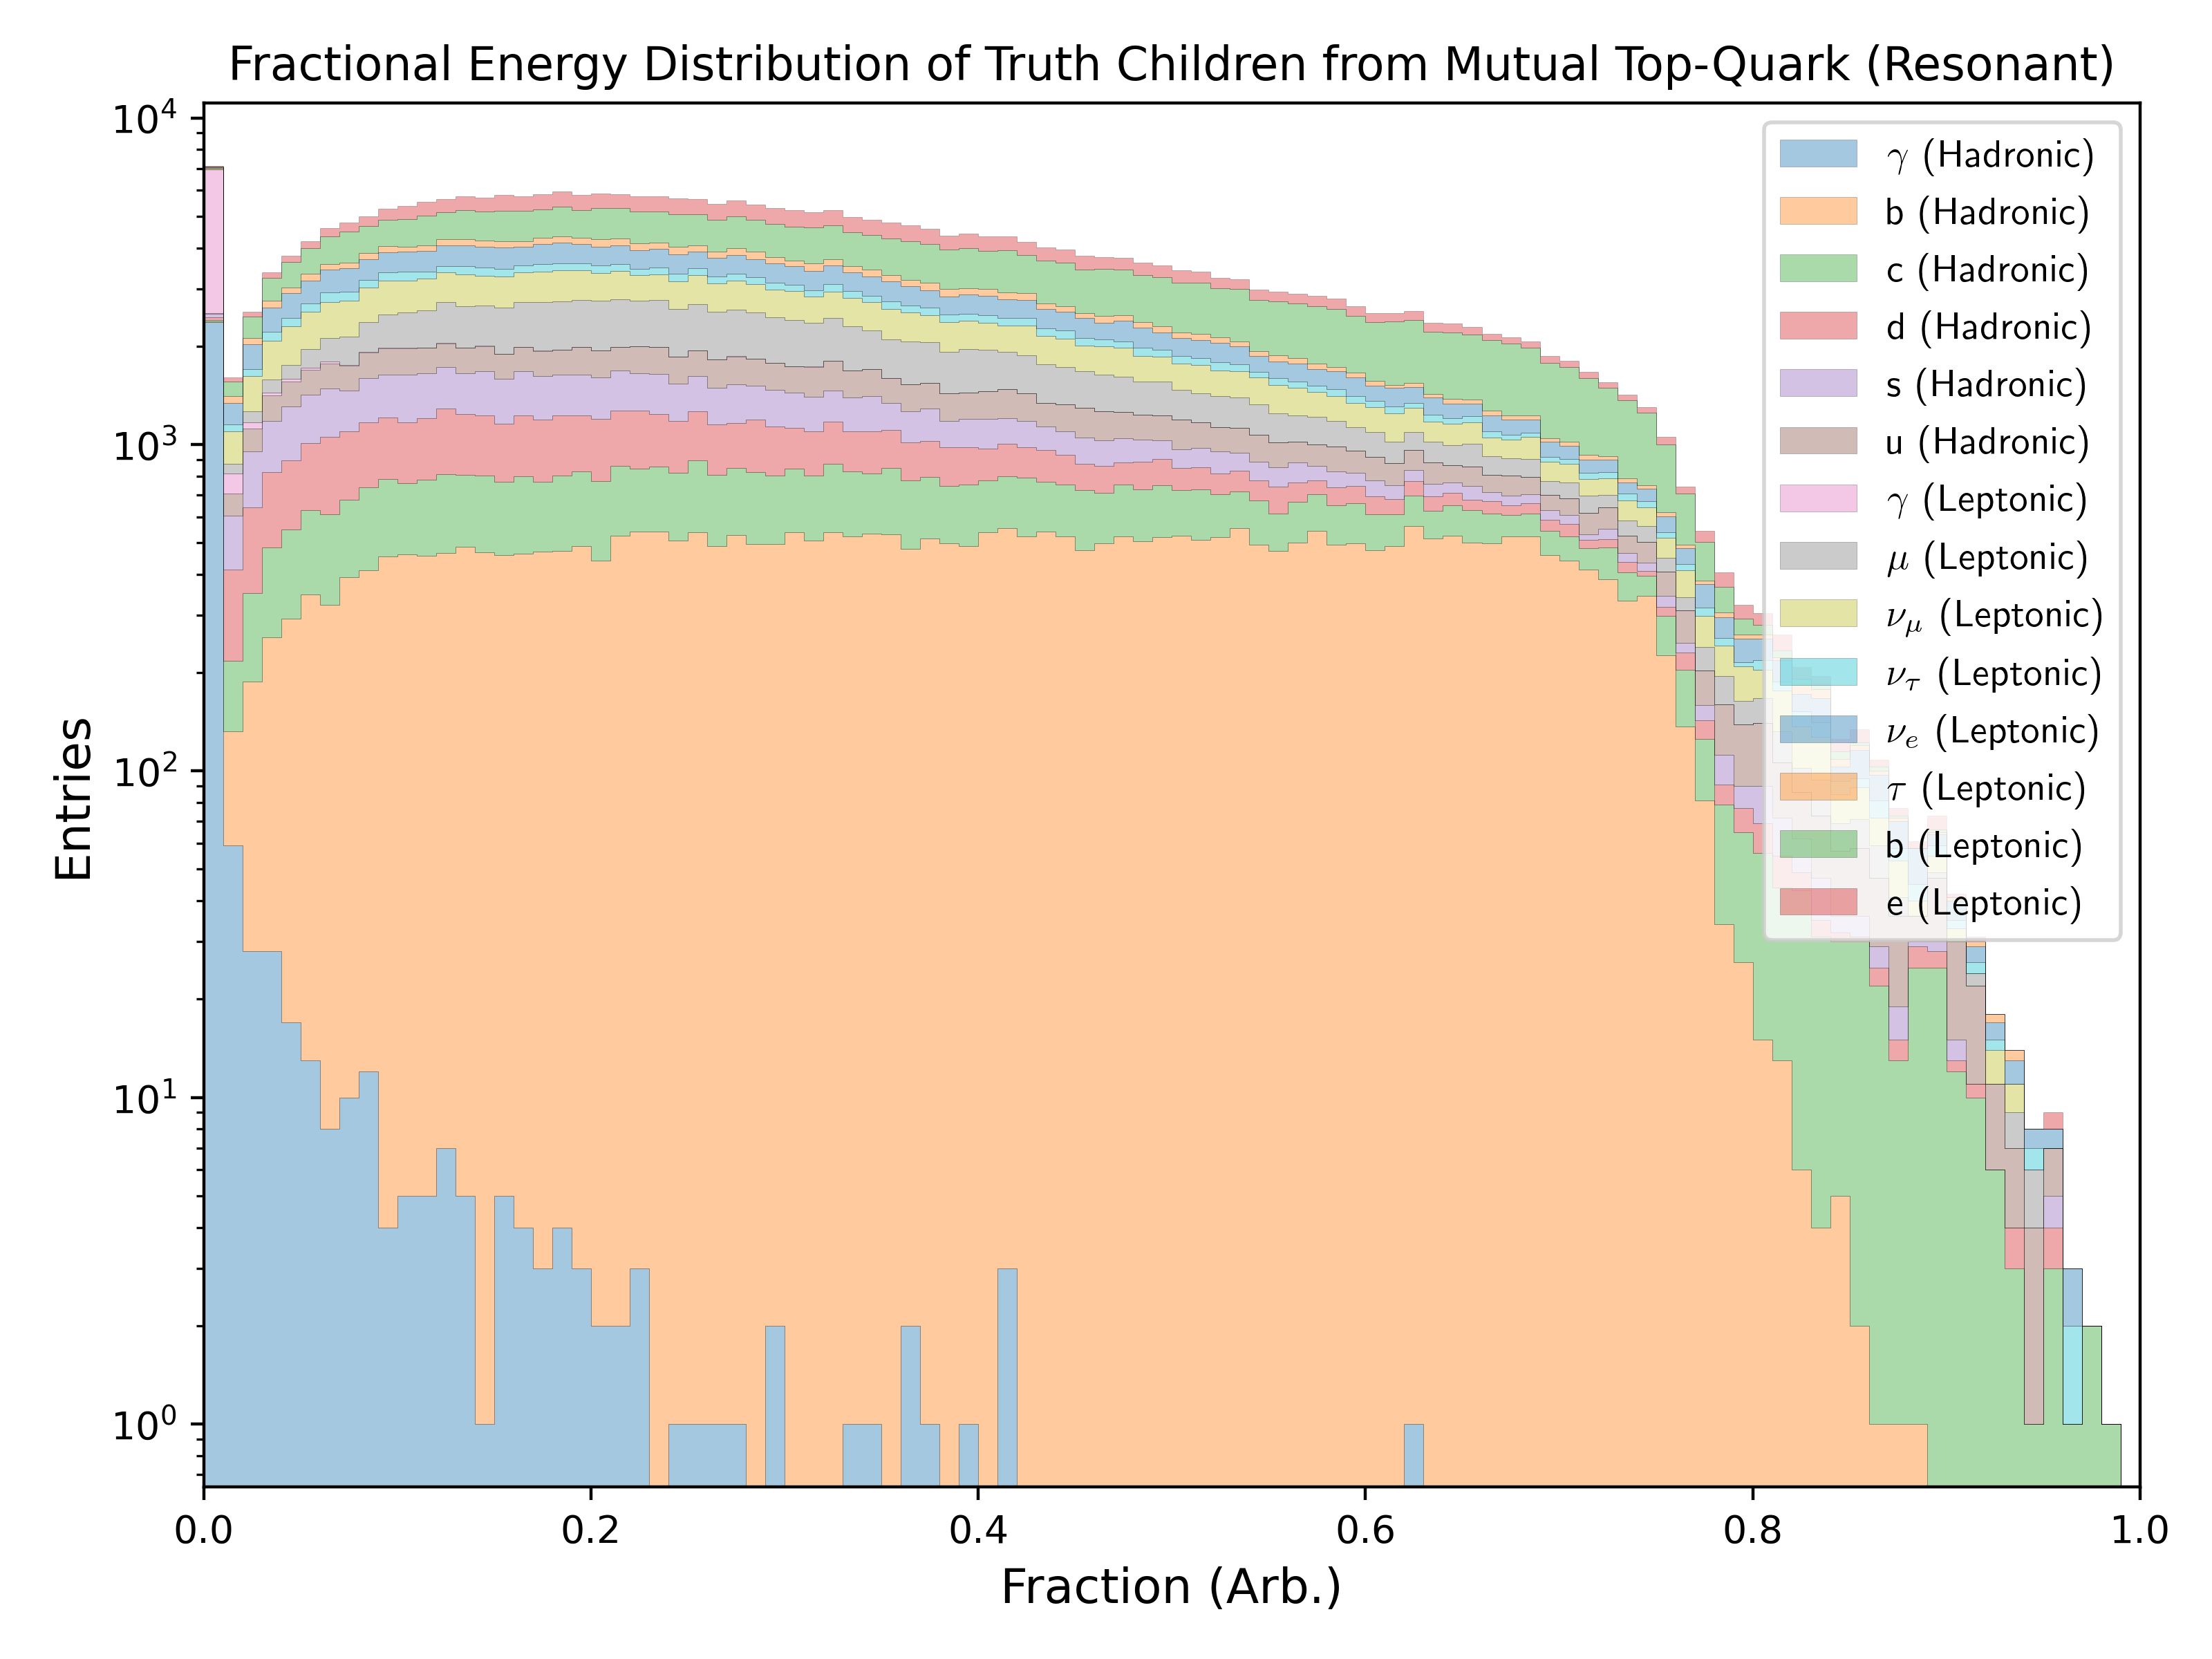 Fractional Energy Distribution of Truth Children from Mutual Top-Quark (Resonant)
10^4
10^3
10^2
10^1
10^0
Entries
γ (Hadronic)
b (Hadronic)
c (Hadronic)
d (Hadronic)
s (Hadronic)
u (Hadronic)
γ (Leptonic)
μ (Leptonic)
ν_μ (Leptonic)
ν_τ (Leptonic)
ν_e (Leptonic)
τ (Leptonic)
b (Leptonic)
e (Leptonic)
0.0 0.2 0.4 0.6 0.8 1.0
Fraction (Arb.)